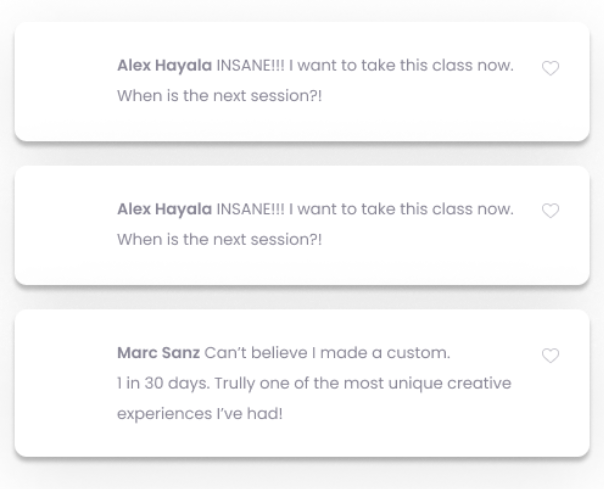 Alex Hayala INSANE!!! I want to take this class now.
When is the next session?!
Alex Hayala INSANE!!! I want to take this class now.
When is the next session?!
Marc Sanz Can't believe I made a custom.
1 in 30 days. Trully one of the most unique creative
experiences I've had!